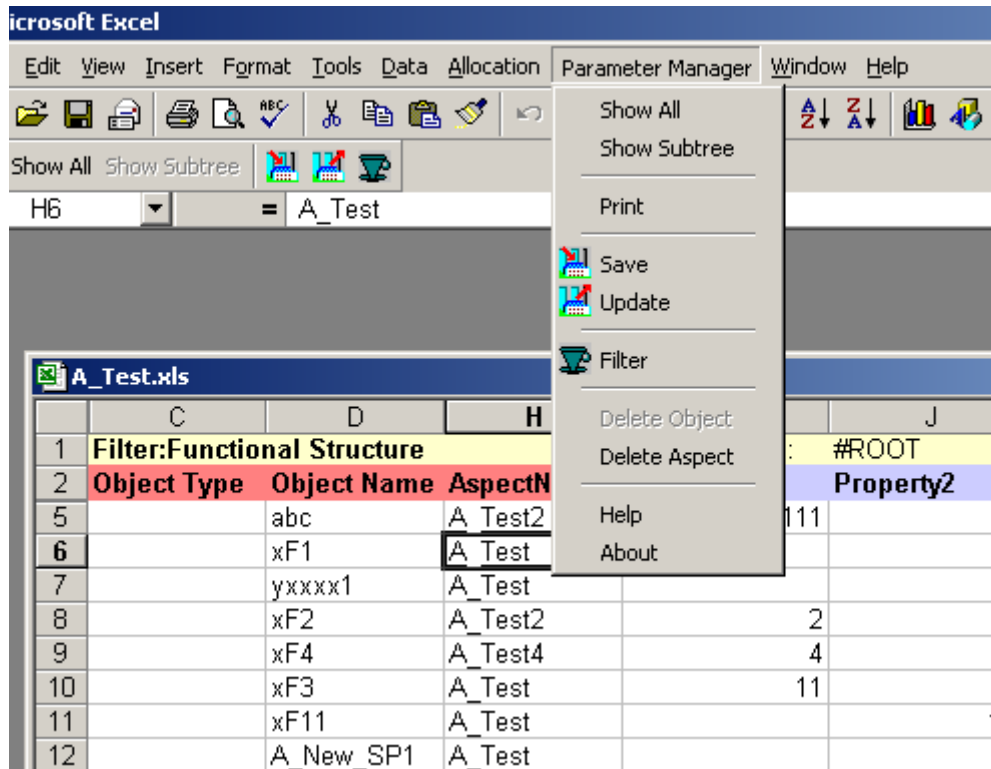 icrosoft Excel
Edit View Insert Format Tools Data Allocation Parameter Manager Window Help
ABC A Z Z A
Show All
Show Subtree
Print
Save
Update
Filter
Delete Object
Delete Aspect
Help
About
Show All Show Subtree
H6 = A_Test
A_Test.xls
C D H J
1 Filter:Functional Structure : #ROOT
2 Object Type Object Name AspectN Property2
5 abc A_Test2 111
6 xF1 A_Test
7 yxxxx1 A_Test
8 xF2 A_Test2 2
9 xF4 A_Test4 4
10 xF3 A_Test 11
11 xF11 A_Test
12 A_New_SP1 A_Test